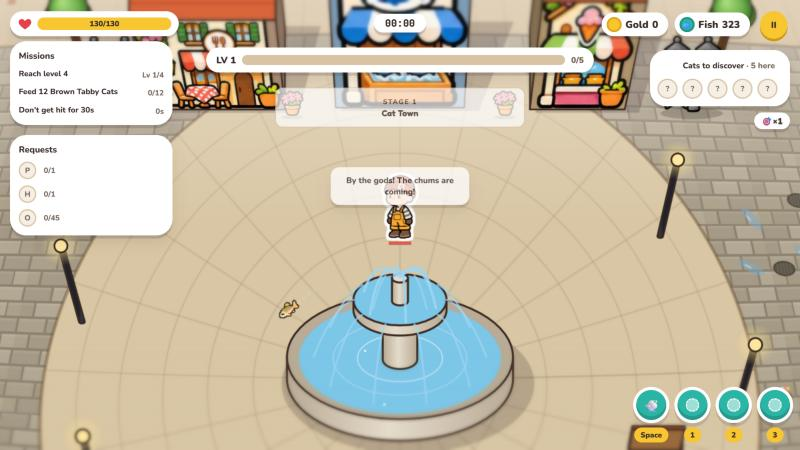 130/130
00:00
Gold 0
Fish 323
Missions
Reach level 4
Lv 1/4
Feed 12 Brown Tabby Cats
0/12
Don't get hit for 30s
0s
LV 1
0/5
Cats to discover · 5 here
? ? ? ? ?
×1
STAGE 1
Cat Town
Requests
P 0/1
H 0/1
O 0/45
By the gods! The chums are
coming!
Space 1 2 3